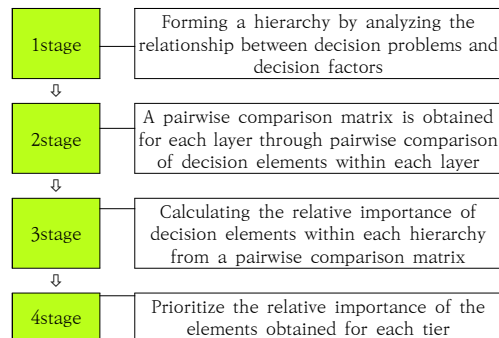 1stage
Forming a hierarchy by analyzing the
relationship between decision problems and
decision factors
⇩
2stage
A pairwise comparison matrix is obtained
for each layer through pairwise comparison
of decision elements within each layer
⇩
3stage
Calculating the relative importance of
decision elements within each hierarchy
from a pairwise comparison matrix
⇩
4stage
Prioritize the relative importance of the
elements obtained for each tier